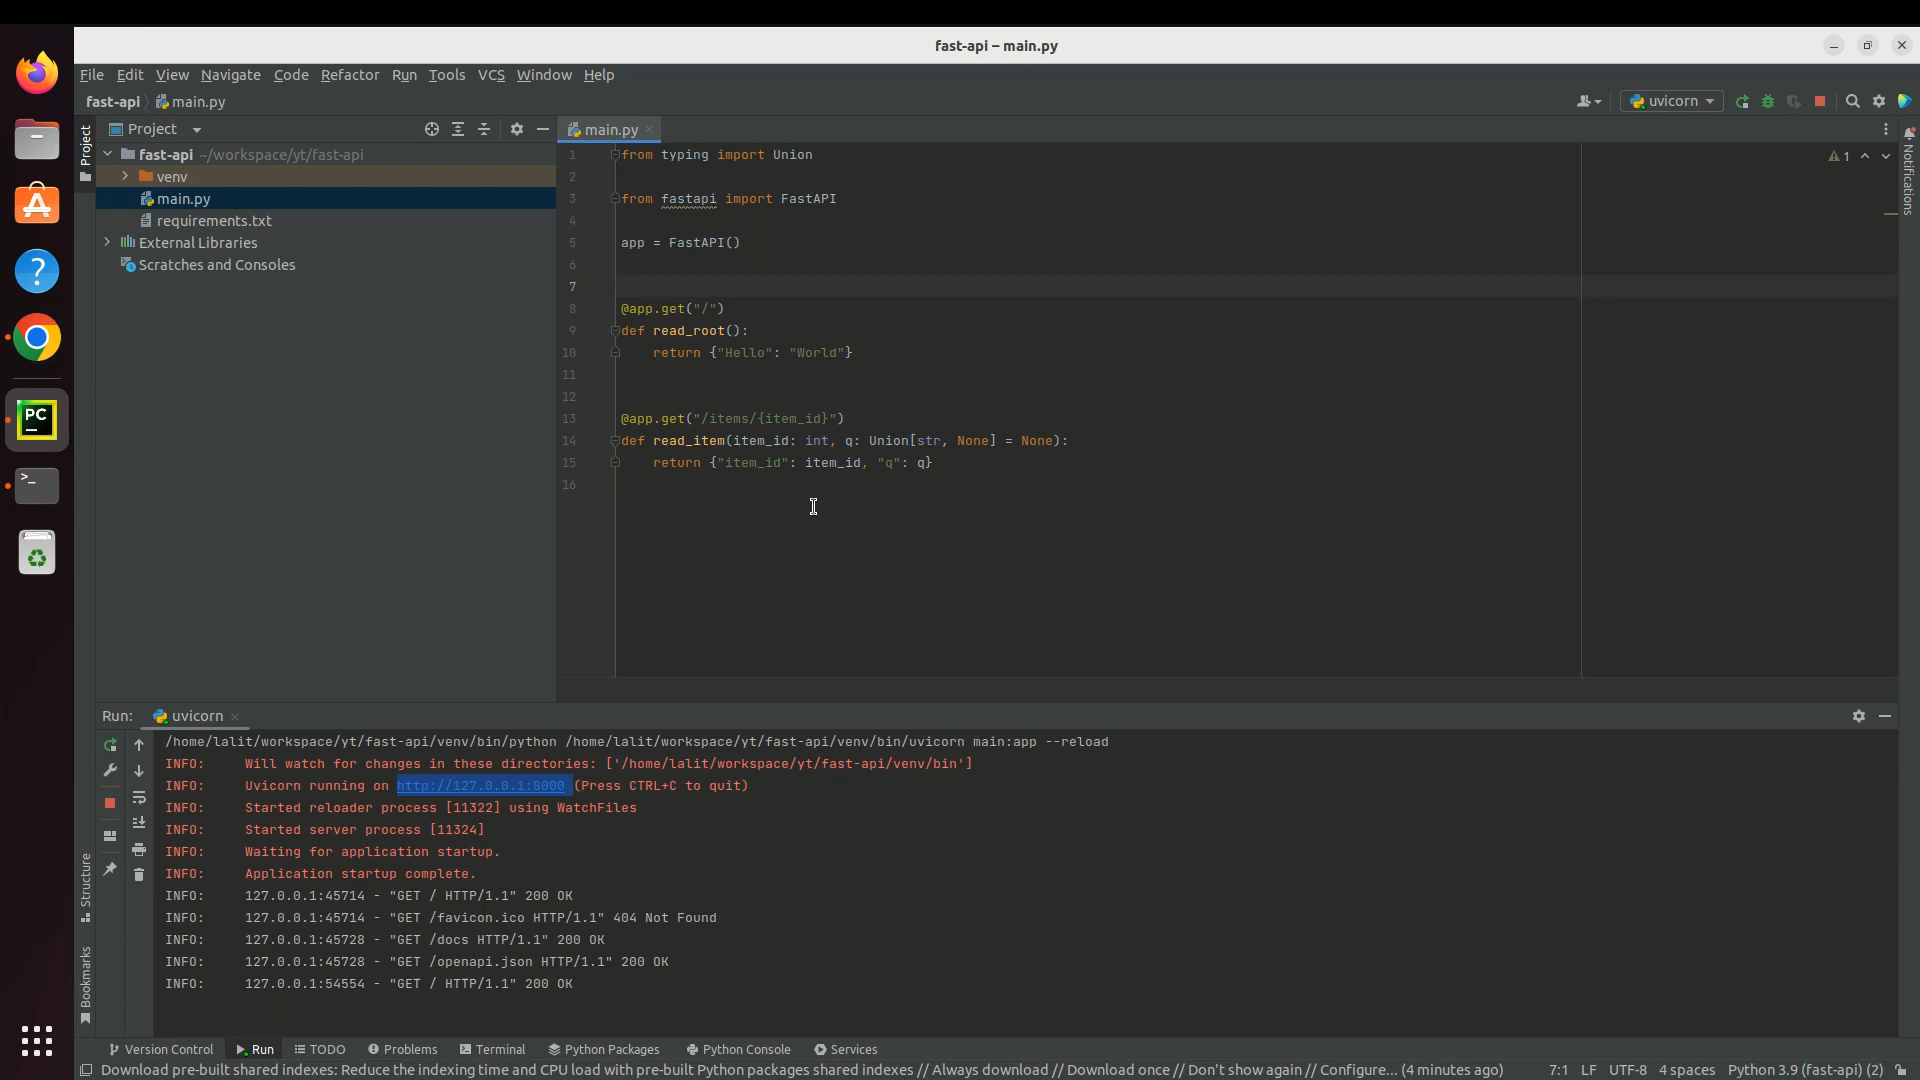 fast-api – main.py
File Edit View Navigate Code Refactor Run Tools VCS Window Help
fast-api main.py
uvicorn
Project
main.py
Project
Notifications
fast-api ~/workspace/yt/fast-api
venv
main.py
requirements.txt
External Libraries
Scratches and Consoles
1
1 from typing import Union
2
3 from fastapi import FastAPI
4
5 app = FastAPI()
6
7
8 @app.get("/")
9 def read_root():
10 return {"Hello": "World"}
11
12
13 @app.get("/items/{item_id}")
14 def read_item(item_id: int, q: Union[str, None] = None):
15 return {"item_id": item_id, "q": q}
16
PC
>_
Run: uvicorn
/home/lalit/workspace/yt/fast-api/venv/bin/python /home/lalit/workspace/yt/fast-api/venv/bin/uvicorn main:app --reload
INFO: Will watch for changes in these directories: ['/home/lalit/workspace/yt/fast-api/venv/bin']
INFO: Uvicorn running on http://127.0.0.1:8000 (Press CTRL+C to quit)
INFO: Started reloader process [11322] using WatchFiles
INFO: Started server process [11324]
INFO: Waiting for application startup.
INFO: Application startup complete.
INFO: 127.0.0.1:45714 - "GET / HTTP/1.1" 200 OK
INFO: 127.0.0.1:45714 - "GET /favicon.ico HTTP/1.1" 404 Not Found
INFO: 127.0.0.1:45728 - "GET /docs HTTP/1.1" 200 OK
INFO: 127.0.0.1:45728 - "GET /openapi.json HTTP/1.1" 200 OK
INFO: 127.0.0.1:54554 - "GET / HTTP/1.1" 200 OK
Structure
Bookmarks
Version Control Run TODO Problems Terminal Python Packages Python Console Services
Download pre-built shared indexes: Reduce the indexing time and CPU load with pre-built Python packages shared indexes // Always download // Download once // Don't show again // Configure... (4 minutes ago) 7:1 LF UTF-8 4 spaces Python 3.9 (fast-api) (2)